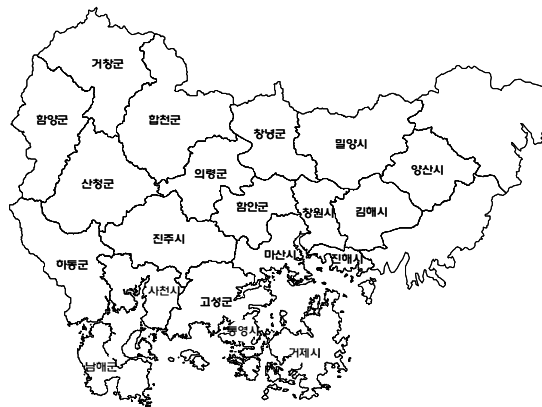 거창군
함양군
합천군
창녕군
밀양시
양산시
산청군
의령군
함안군
창원시
김해시
진주시
마산시
진해시
하동군
사천시
고성군
통영시
거제시
남해군